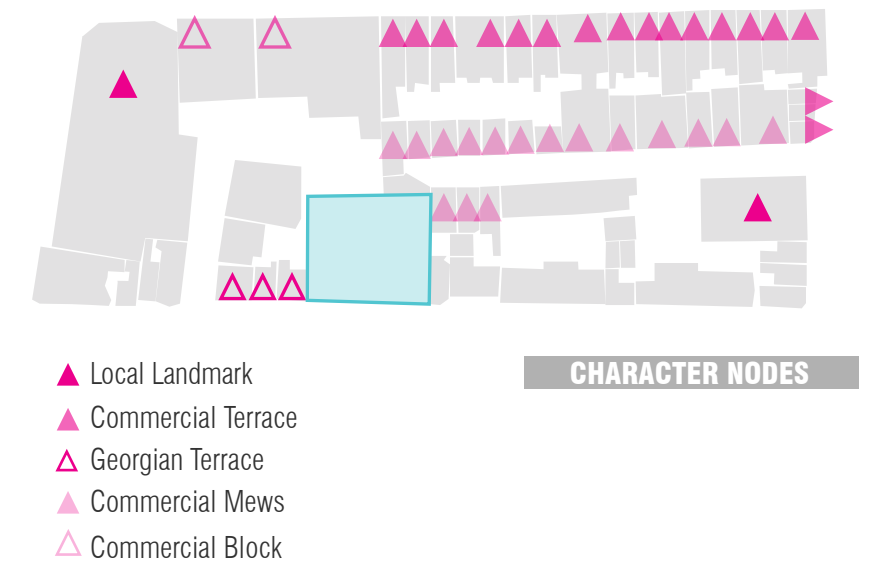 Local Landmark
CHARACTER NODES
Commercial Terrace
Georgian Terrace
Commercial Mews
Commercial Block